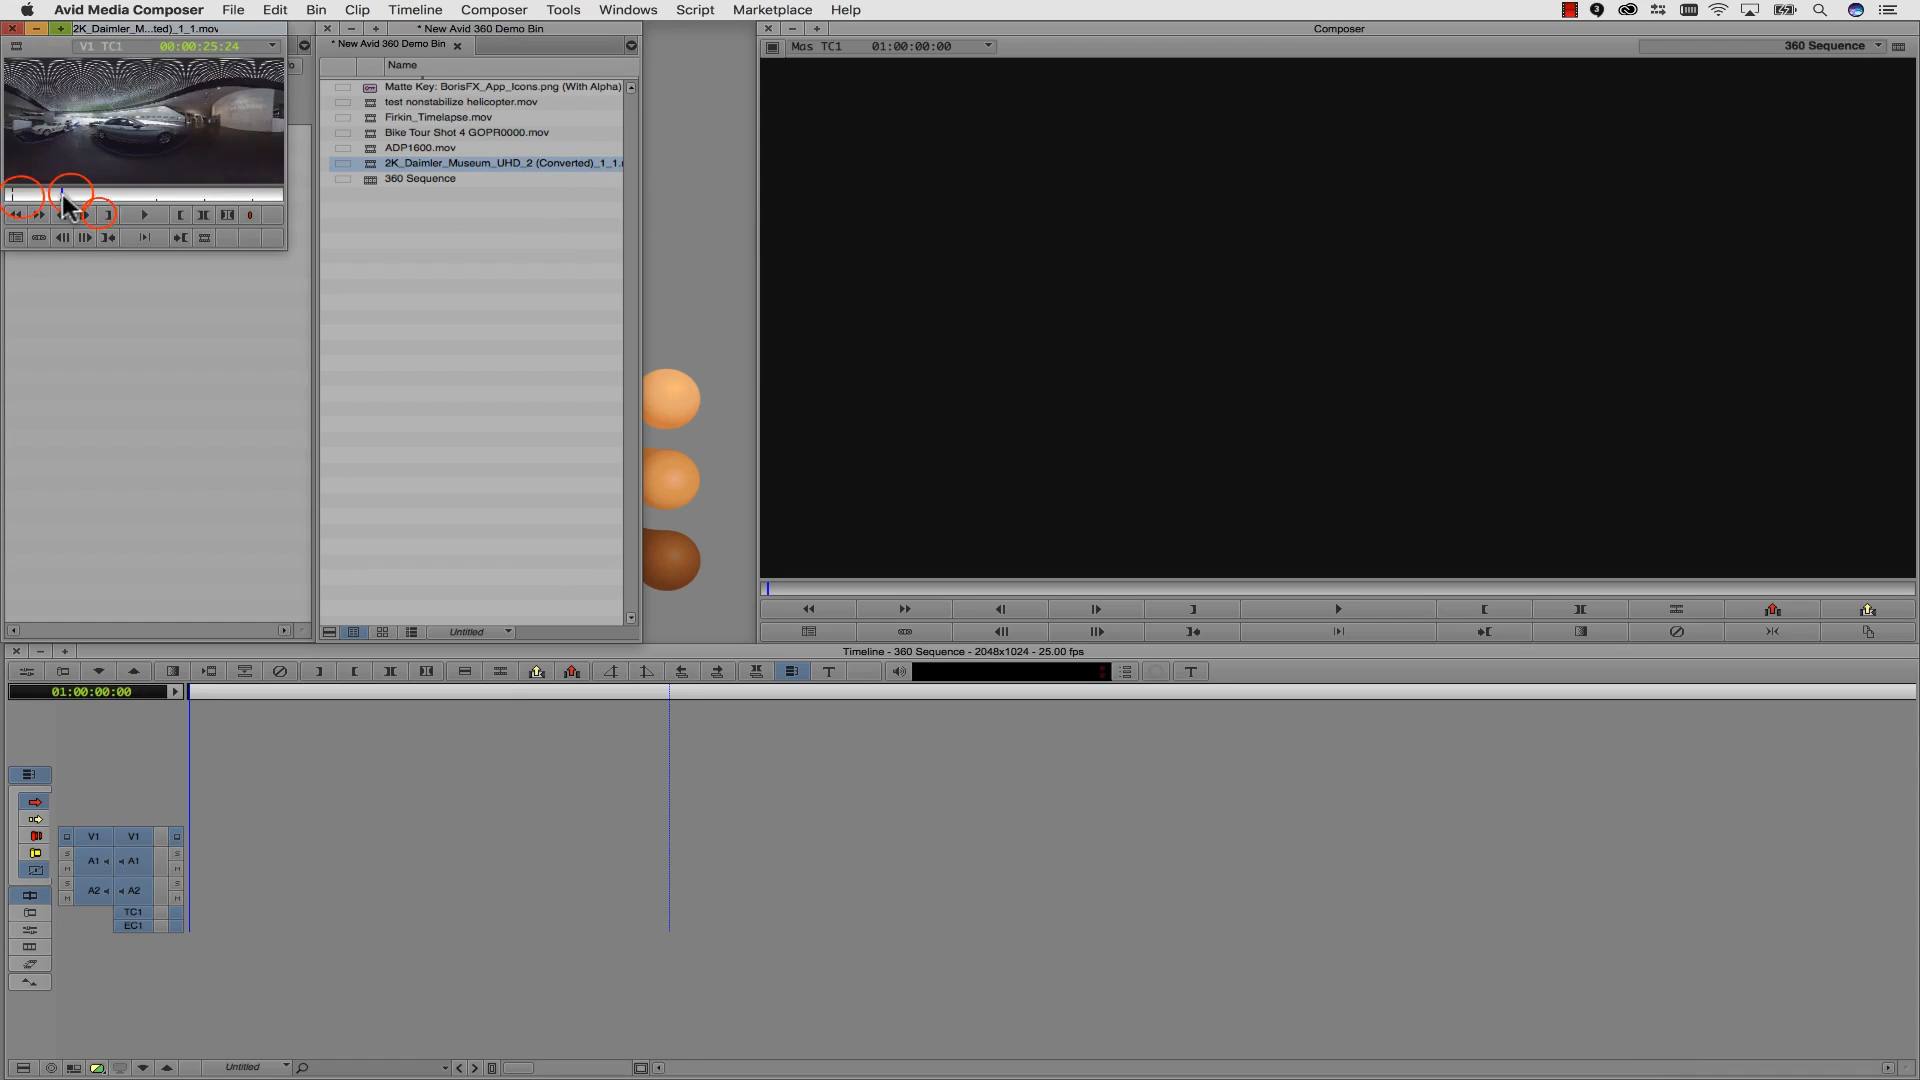 Avid Media Composer File Edit Bin Clip Timeline Composer Tools Windows Script Marketplace Help
2K_Daimler_M...ted)_1_1.mov
V1 TC1 00:00:25:24
* New Avid 360 Demo Bin
* New Avid 360 Demo Bin
Name
Matte Key: BorisFX_App_Icons.png (With Alpha)
test nonstabilize helicopter.mov
Firkin_Timelapse.mov
Bike Tour Shot 4 GOPR0000.mov
ADP1600.mov
2K_Daimler_Museum_UHD_2 (Converted)_1_1.
360 Sequence
Untitled
Composer
Mas TC1 01:00:00:00
360 Sequence
Timeline - 360 Sequence - 2048x1024 - 25.00 fps
01:00:00:00
V1 V1
S A1 A1 S
M M
S A2 A2 S
M M
TC1
EC1
Untitled